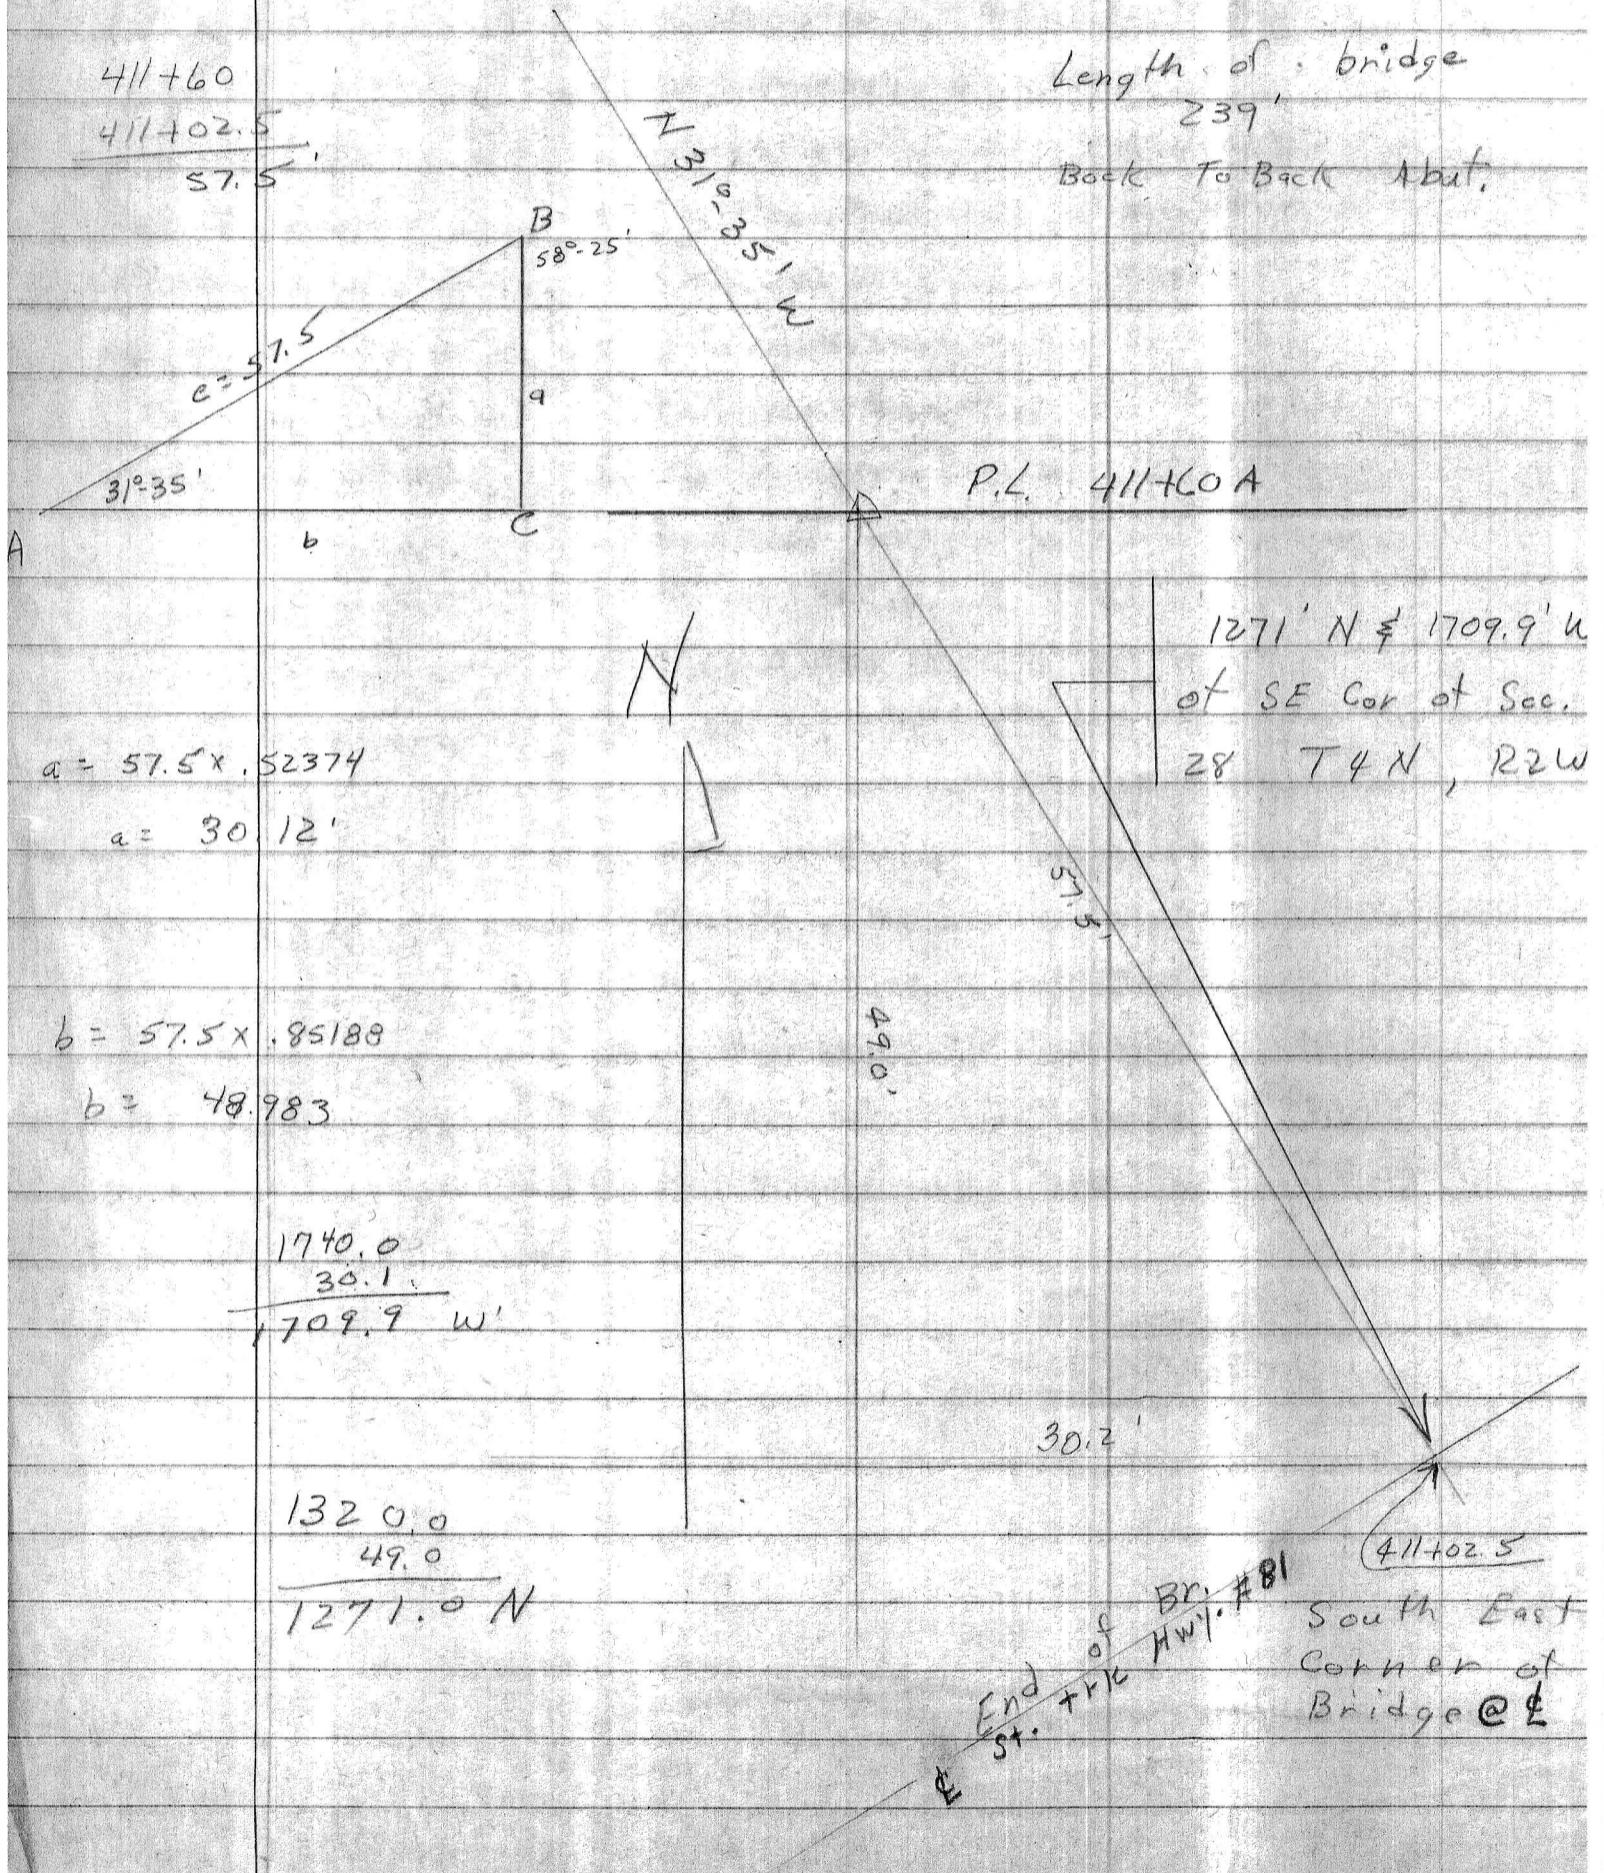 411+60
411+02.5
57.5'
Length of bridge
239'
Back To Back Abut.
N 31°-35' W
B
58°-25'
c = 57.5
a
31°-35'
A
b
C
P.L. 411+60 A
N
1271' N & 1709.9' W
of SE Cor of Sec.
28 T4N, R2W
a = 57.5 x .52374
a = 30.12'
57.5'
b = 57.5 x .85188
b = 48.983
49.0'
1740.0
30.1
1709.9 W'
30.2'
1320.0
49.0
1271.0 N
411+02.5
South East
Corner of
Bridge @ ℄
End of Br.
℄ St. trk Hwy. #81